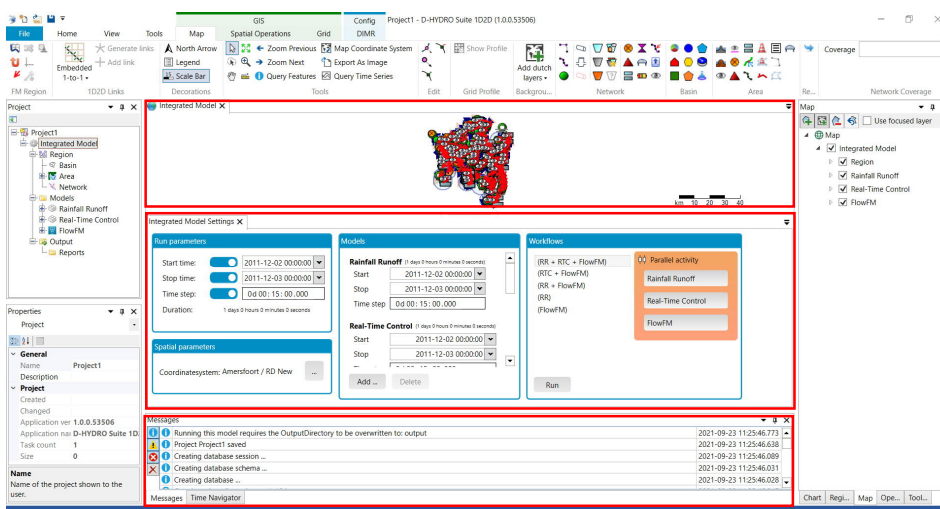 GIS Config Project1 - D-HYDRO Suite 1D2D (1.0.0.53506)
File Home View Tools Map Spatial Operations Grid DIMR
Generate links
Add link
Embedded
1-to-1
North Arrow
Legend
Scale Bar
Zoom Previous Map Coordinate System
Zoom Next Export As Image
Query Features Query Time Series
Show Profile
Add dutch
layers
Coverage
FM Region 1D2D Links Decorations Tools Edit Grid Profile Backgrou... Network Basin Area Re... Network Coverage
Project
Project1
Integrated Model
Region
Basin
Area
Network
Models
Rainfall Runoff
Real-Time Control
FlowFM
Output
Reports
Properties
Project
General
Name Project1
Description
Project
Created
Changed
Application ver 1.0.0.53506
Application nar D-HYDRO Suite 1D
Task count 1
Size 0
Name
Name of the project shown to the
user.
Integrated Model X
km 10 20 30 40
Integrated Model Settings X
Run parameters
Start time: 2011-12-02 00:00:00
Stop time: 2011-12-03 00:00:00
Time step: 0d 00:15:00.000
Duration: 1 days 0 hours 0 minutes 0 seconds
Spatial parameters
Coordinatesystem: Amersfoort / RD New ...
Models
Rainfall Runoff (1 days 0 hours 0 minutes 0 seconds)
Start 2011-12-02 00:00:00
Stop 2011-12-03 00:00:00
Time step 0d 00:15:00.000
Real-Time Control (1 days 0 hours 0 minutes 0 seconds)
Start 2011-12-02 00:00:00
Stop 2011-12-03 00:00:00
Add ... Delete
Workflows
(RR + RTC + FlowFM)
(RTC + FlowFM)
(RR + FlowFM)
(RR)
(FlowFM)
Parallel activity
Rainfall Runoff
Real-Time Control
FlowFM
Run
Messages
Running this model requires the OutputDirectory to be overwritten to: output 2021-09-23 11:25:46.773
Project Project1 saved 2021-09-23 11:25:46.638
Creating database session ... 2021-09-23 11:25:46.089
Creating database schema ... 2021-09-23 11:25:46.031
Creating database ... 2021-09-23 11:25:46.028
Messages Time Navigator
Map
Use focused layer
Map
Integrated Model
Region
Rainfall Runoff
Real-Time Control
FlowFM
Chart Regi... Map Ope... Tool...